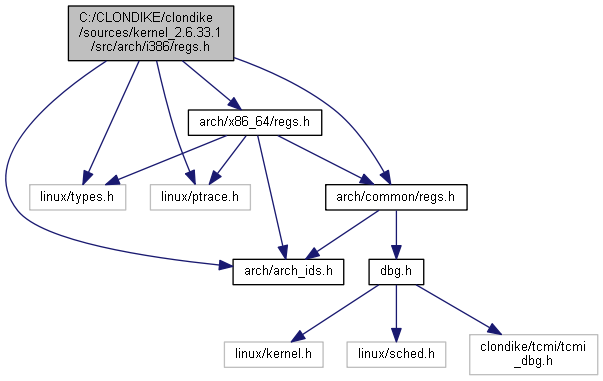 C:/CLONDIKE/clondike
/sources/kernel_2.6.33.1
/src/arch/i386/regs.h
arch/x86_64/regs.h
linux/types.h
linux/ptrace.h
arch/common/regs.h
arch/arch_ids.h
dbg.h
linux/kernel.h
linux/sched.h
clondike/tcmi/tcmi
_dbg.h